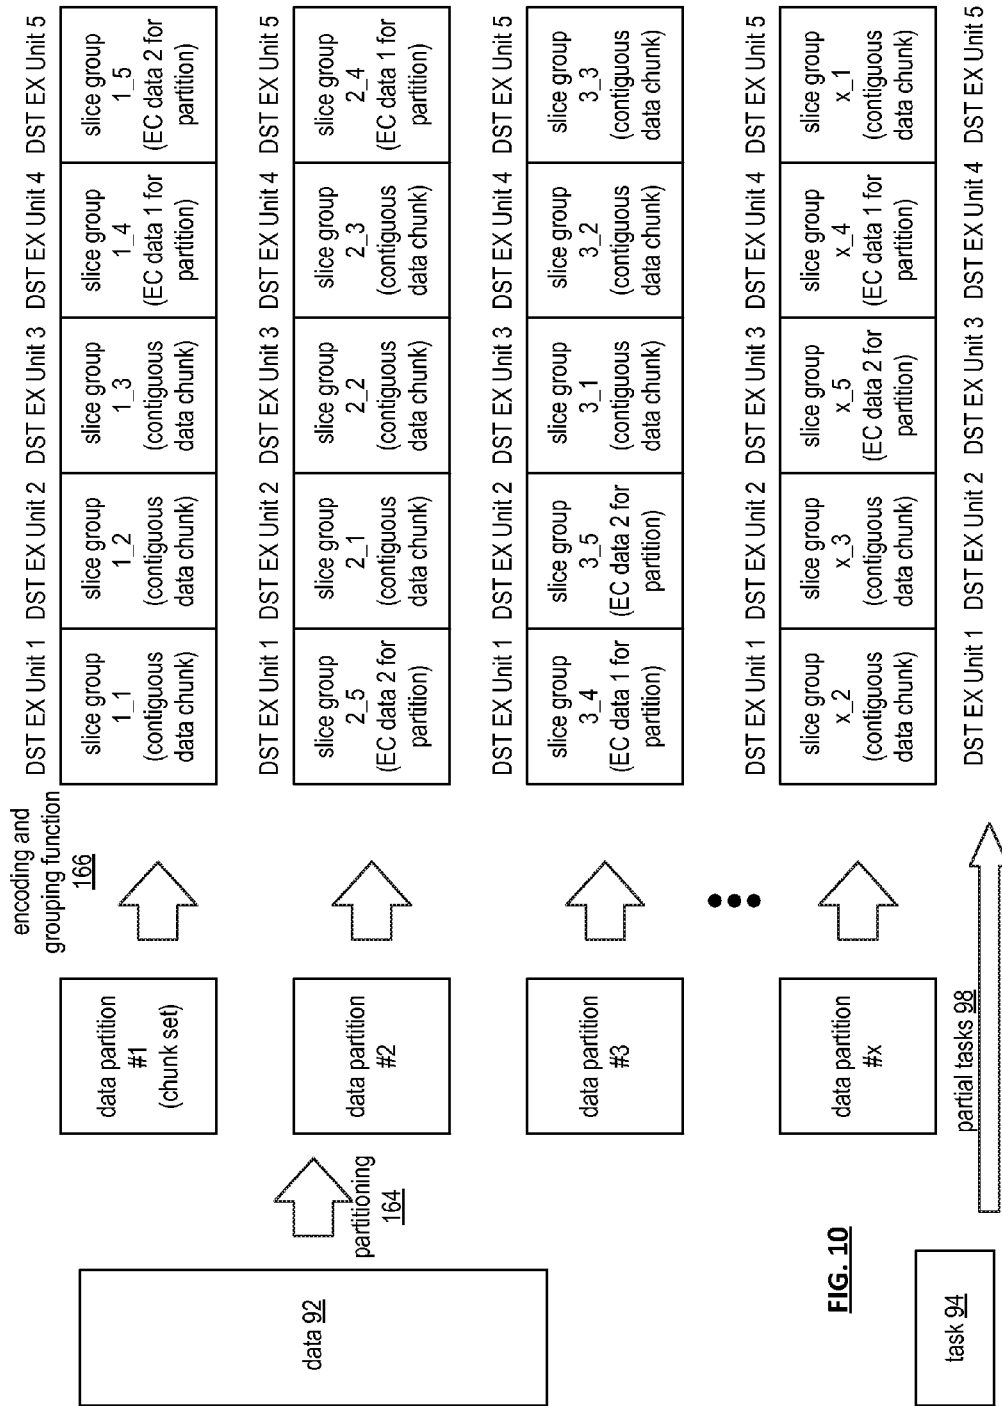 data 92
partitioning
164
data partition
#1
(chunk set)
data partition
#2
data partition
#3
data partition
#x
encoding and
grouping function
166
DST EX Unit 1
DST EX Unit 2
DST EX Unit 3
DST EX Unit 4
DST EX Unit 5
slice group
1_1
(contiguous
data chunk)
slice group
1_2
(contiguous
data chunk)
slice group
1_3
(contiguous
data chunk)
slice group
1_4
(EC data 1 for
partition)
slice group
1_5
(EC data 2 for
partition)
DST EX Unit 1
DST EX Unit 2
DST EX Unit 3
DST EX Unit 4
DST EX Unit 5
slice group
2_5
(EC data 2 for
partition)
slice group
2_1
(contiguous
data chunk)
slice group
2_2
(contiguous
data chunk)
slice group
2_3
(contiguous
data chunk)
slice group
2_4
(EC data 1 for
partition)
DST EX Unit 1
DST EX Unit 2
DST EX Unit 3
DST EX Unit 4
DST EX Unit 5
slice group
3_4
(EC data 1 for
partition)
slice group
3_5
(EC data 2 for
partition)
slice group
3_1
(contiguous
data chunk)
slice group
3_2
(contiguous
data chunk)
slice group
3_3
(contiguous
data chunk)
DST EX Unit 1
DST EX Unit 2
DST EX Unit 3
DST EX Unit 4
DST EX Unit 5
slice group
x_2
(contiguous
data chunk)
slice group
x_3
(contiguous
data chunk)
slice group
x_5
(EC data 2 for
partition)
slice group
x_4
(EC data 1 for
partition)
slice group
x_1
(contiguous
data chunk)
task 94
partial tasks 98
DST EX Unit 1
DST EX Unit 2
DST EX Unit 3
DST EX Unit 4
DST EX Unit 5
FIG. 10